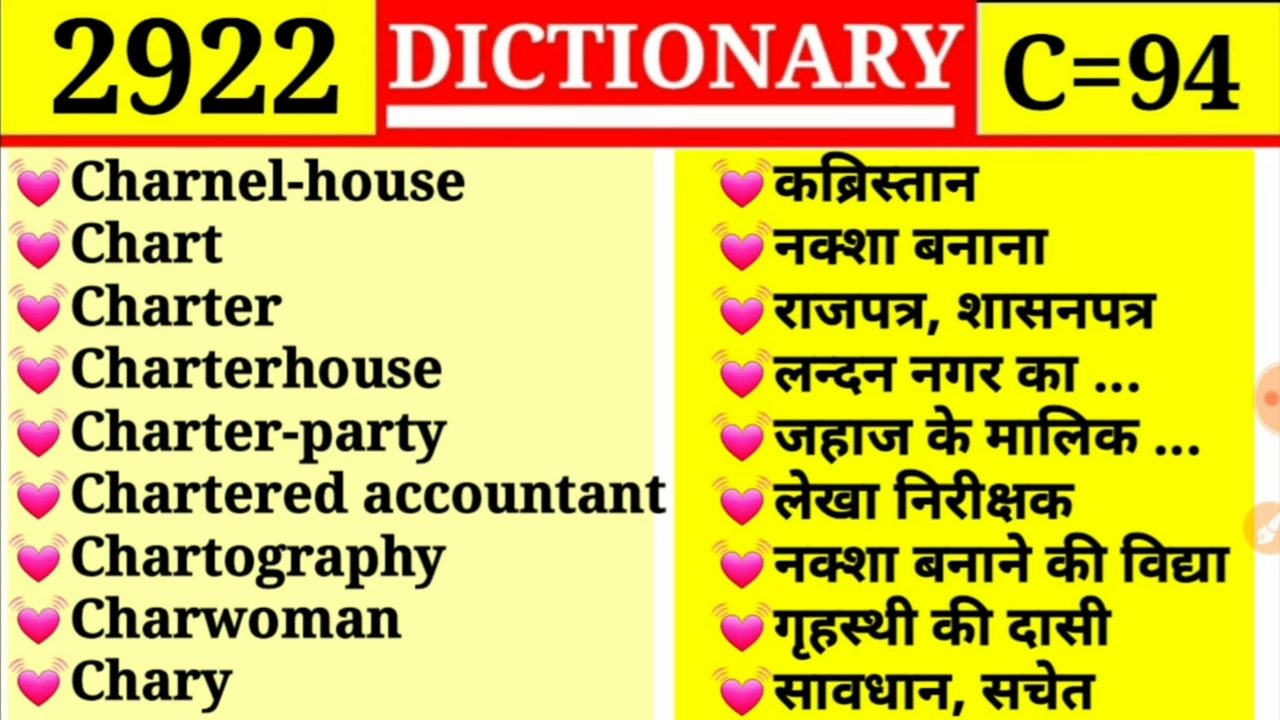 2922 DICTIONARY C=94
Charnel-house कब्रिस्तान
Chart नक्शा बनाना
Charter राजपत्र, शासनपत्र
Charterhouse लन्दन नगर का ...
Charter-party जहाज के मालिक ...
Chartered accountant लेखा निरीक्षक
Chartography नक्शा बनाने की विद्या
Charwoman गृहस्थी की दासी
Chary सावधान, सचेत